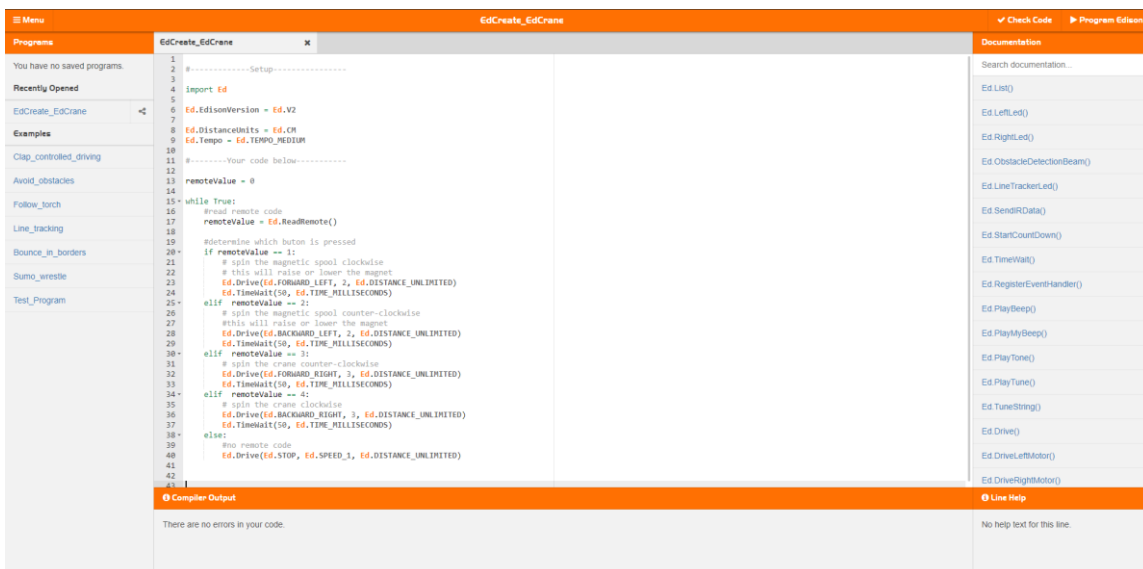 Menu
EdCreate_EdCrane
Check Code
Program Edison
Programs
You have no saved programs.
Recently Opened
EdCreate_EdCrane
Examples
Clap_controlled_driving
Avoid_obstacles
Follow_torch
Line_tracking
Bounce_in_borders
Sumo_wrestle
Test_Program
EdCreate_EdCrane x
1
2 #-------------Setup----------------
3
4 import Ed
5
6 Ed.EdisonVersion = Ed.V2
7
8 Ed.DistanceUnits = Ed.CM
9 Ed.Tempo = Ed.TEMPO_MEDIUM
10
11 #--------Your code below-----------
12
13 remoteValue = 0
14
15 while True:
16 #read remote code
17 remoteValue = Ed.ReadRemote()
18
19 #determine which buton is pressed
20 if remoteValue == 1:
21 # spin the magnetic spool clockwise
22 # this will raise or lower the magnet
23 Ed.Drive(Ed.FORWARD_LEFT, 2, Ed.DISTANCE_UNLIMITED)
24 Ed.TimeWait(50, Ed.TIME_MILLISECONDS)
25 elif remoteValue == 2:
26 # spin the magnetic spool counter-clockwise
27 #this will raise or lower the magnet
28 Ed.Drive(Ed.BACKWARD_LEFT, 2, Ed.DISTANCE_UNLIMITED)
29 Ed.TimeWait(50, Ed.TIME_MILLISECONDS)
30 elif remoteValue == 3:
31 # spin the crane counter-clockwise
32 Ed.Drive(Ed.FORWARD_RIGHT, 3, Ed.DISTANCE_UNLIMITED)
33 Ed.TimeWait(50, Ed.TIME_MILLISECONDS)
34 elif remoteValue == 4:
35 # spin the crane clockwise
36 Ed.Drive(Ed.BACKWARD_RIGHT, 3, Ed.DISTANCE_UNLIMITED)
37 Ed.TimeWait(50, Ed.TIME_MILLISECONDS)
38 else:
39 #no remote code
40 Ed.Drive(Ed.STOP, Ed.SPEED_1, Ed.DISTANCE_UNLIMITED)
41
42
43
Compiler Output
There are no errors in your code.
Documentation
Search documentation...
Ed.List()
Ed.LeftLed()
Ed.RightLed()
Ed.ObstacleDetectionBeam()
Ed.LineTrackerLed()
Ed.SendIRData()
Ed.StartCountDown()
Ed.TimeWait()
Ed.RegisterEventHandler()
Ed.PlayBeep()
Ed.PlayMyBeep()
Ed.PlayTone()
Ed.PlayTune()
Ed.TuneString()
Ed.Drive()
Ed.DriveLeftMotor()
Ed.DriveRightMotor()
Line Help
No help text for this line.